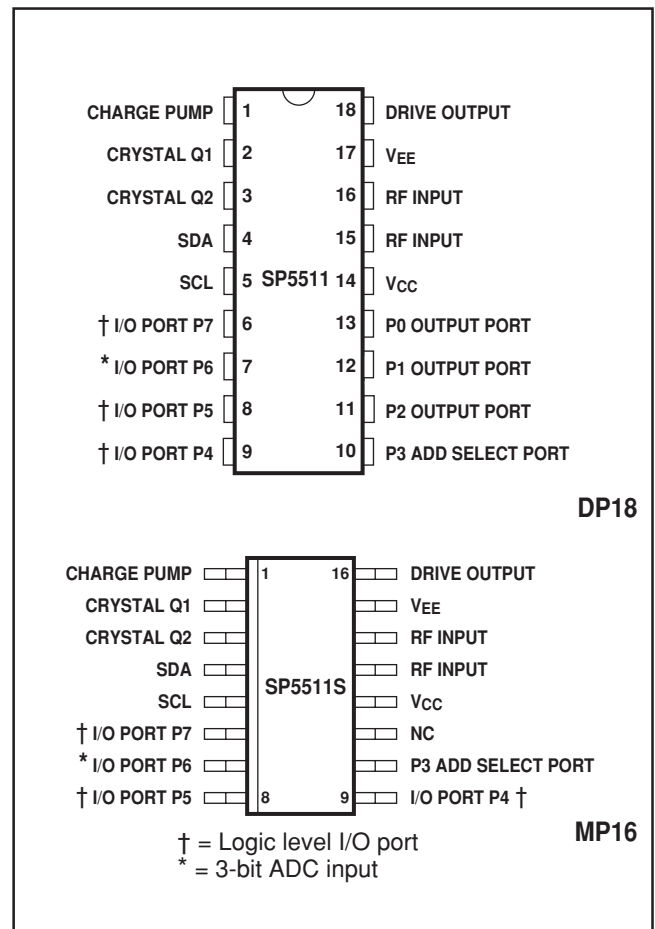 CHARGE PUMP 1 18 DRIVE OUTPUT
CRYSTAL Q1 2 17 VEE
CRYSTAL Q2 3 16 RF INPUT
SDA 4 15 RF INPUT
SCL 5 SP5511 14 VCC
† I/O PORT P7 6 13 P0 OUTPUT PORT
* I/O PORT P6 7 12 P1 OUTPUT PORT
† I/O PORT P5 8 11 P2 OUTPUT PORT
† I/O PORT P4 9 10 P3 ADD SELECT PORT
DP18
CHARGE PUMP 1 16 DRIVE OUTPUT
CRYSTAL Q1 VEE
CRYSTAL Q2 RF INPUT
SDA RF INPUT
SP5511S
SCL VCC
† I/O PORT P7 NC
* I/O PORT P6 P3 ADD SELECT PORT
† I/O PORT P5 8 9 I/O PORT P4 †
MP16
† = Logic level I/O port
* = 3-bit ADC input